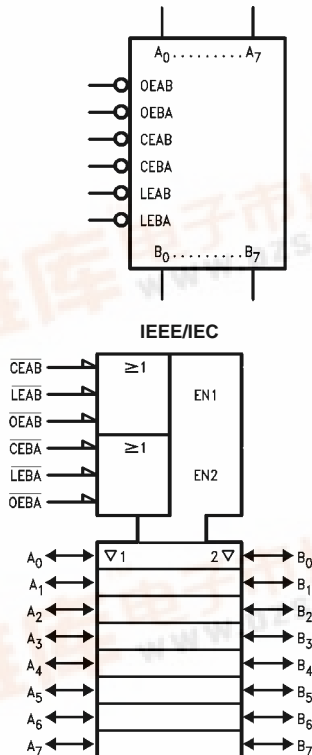 A0.........A7
OEAB
OEBA
CEAB
CEBA
LEAB
LEBA
B0.........B7
IEEE/IEC
CEAB
LEAB
OEAB
CEBA
LEBA
OEBA
≥1
EN1
≥1
EN2
A0 ▽1 2▽ B0
A1 B1
A2 B2
A3 B3
A4 B4
A5 B5
A6 B6
A7 B7